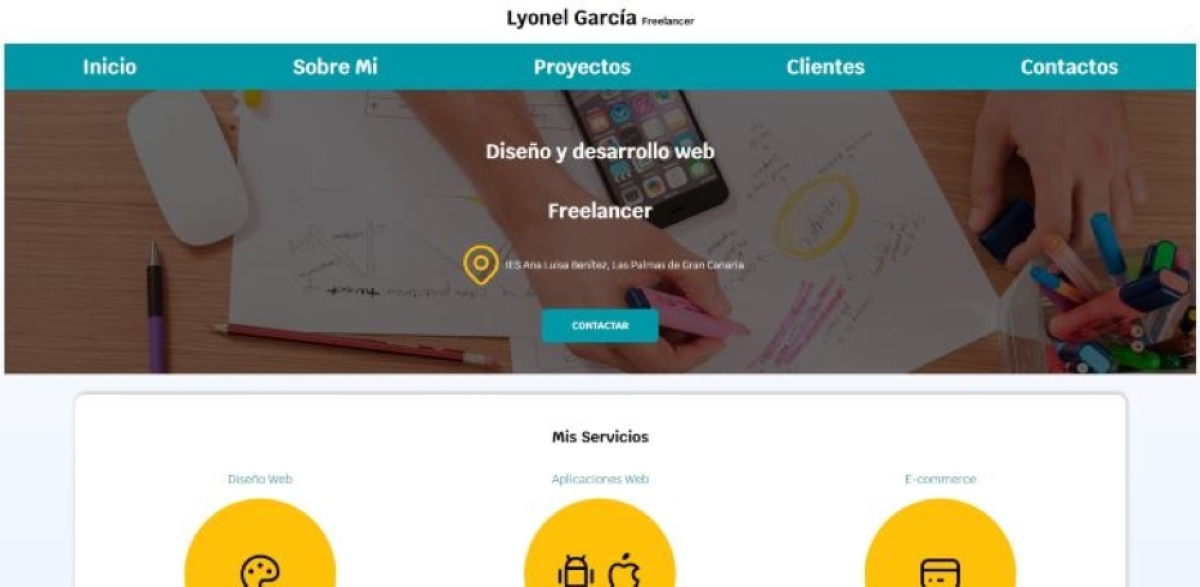 Lyonel García Freelancer
Inicio Sobre Mi Proyectos Clientes Contactos
Diseño y desarrollo web
Freelancer
IES Ana Luisa Benítez, Las Palmas de Gran Canaria
CONTACTAR
Mis Servicios
Diseño Web Aplicaciones Web E-commerce